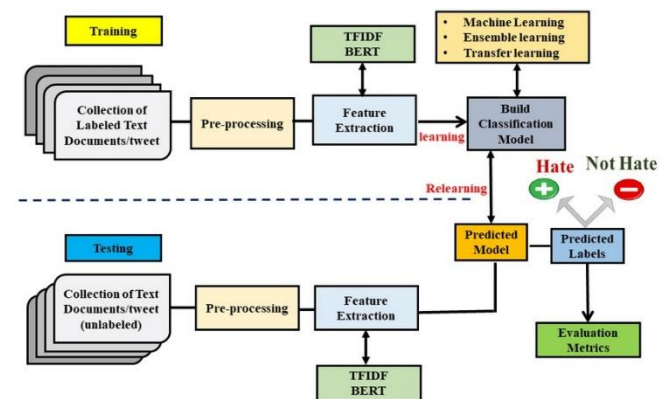 Training
TFIDF
BERT
• Machine Learning
• Ensemble learning
• Transfer learning
Collection of
Labeled Text
Documents/tweet
Pre-processing
Feature
Extraction
learning
Build
Classification
Model
Relearning
Hate
Not Hate
Testing
Predicted
Model
Predicted
Labels
Collection of Text
Documents/tweet
(unlabeled)
Pre-processing
Feature
Extraction
Evaluation
Metrics
TFIDF
BERT